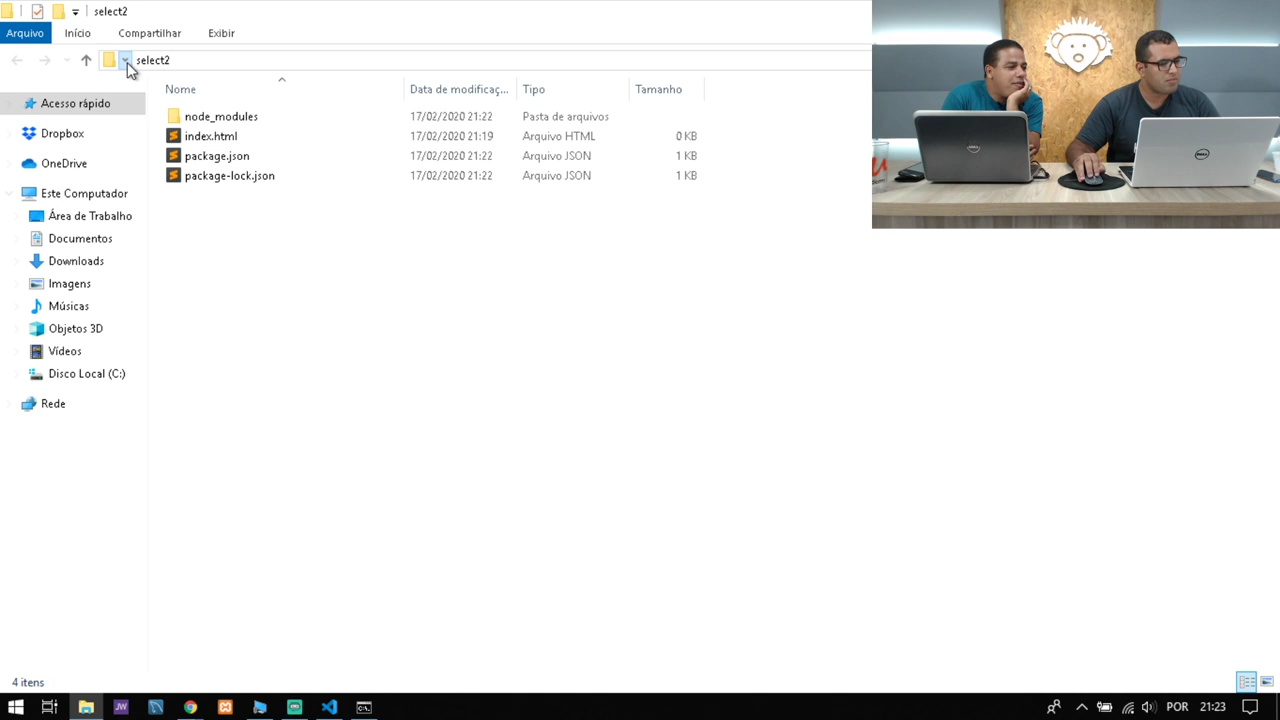 select2
Arquivo Início Compartilhar Exibir
select2
Nome Data de modificaç... Tipo Tamanho
Acesso rápido
Dropbox
OneDrive
Este Computador
Área de Trabalho
Documentos
Downloads
Imagens
Músicas
Objetos 3D
Vídeos
Disco Local (C:)
Rede
node_modules 17/02/2020 21:22 Pasta de arquivos
index.html 17/02/2020 21:19 Arquivo HTML 0 KB
package.json 17/02/2020 21:22 Arquivo JSON 1 KB
package-lock.json 17/02/2020 21:22 Arquivo JSON 1 KB
DELL
DELL
4 itens
JW
POR 21:23